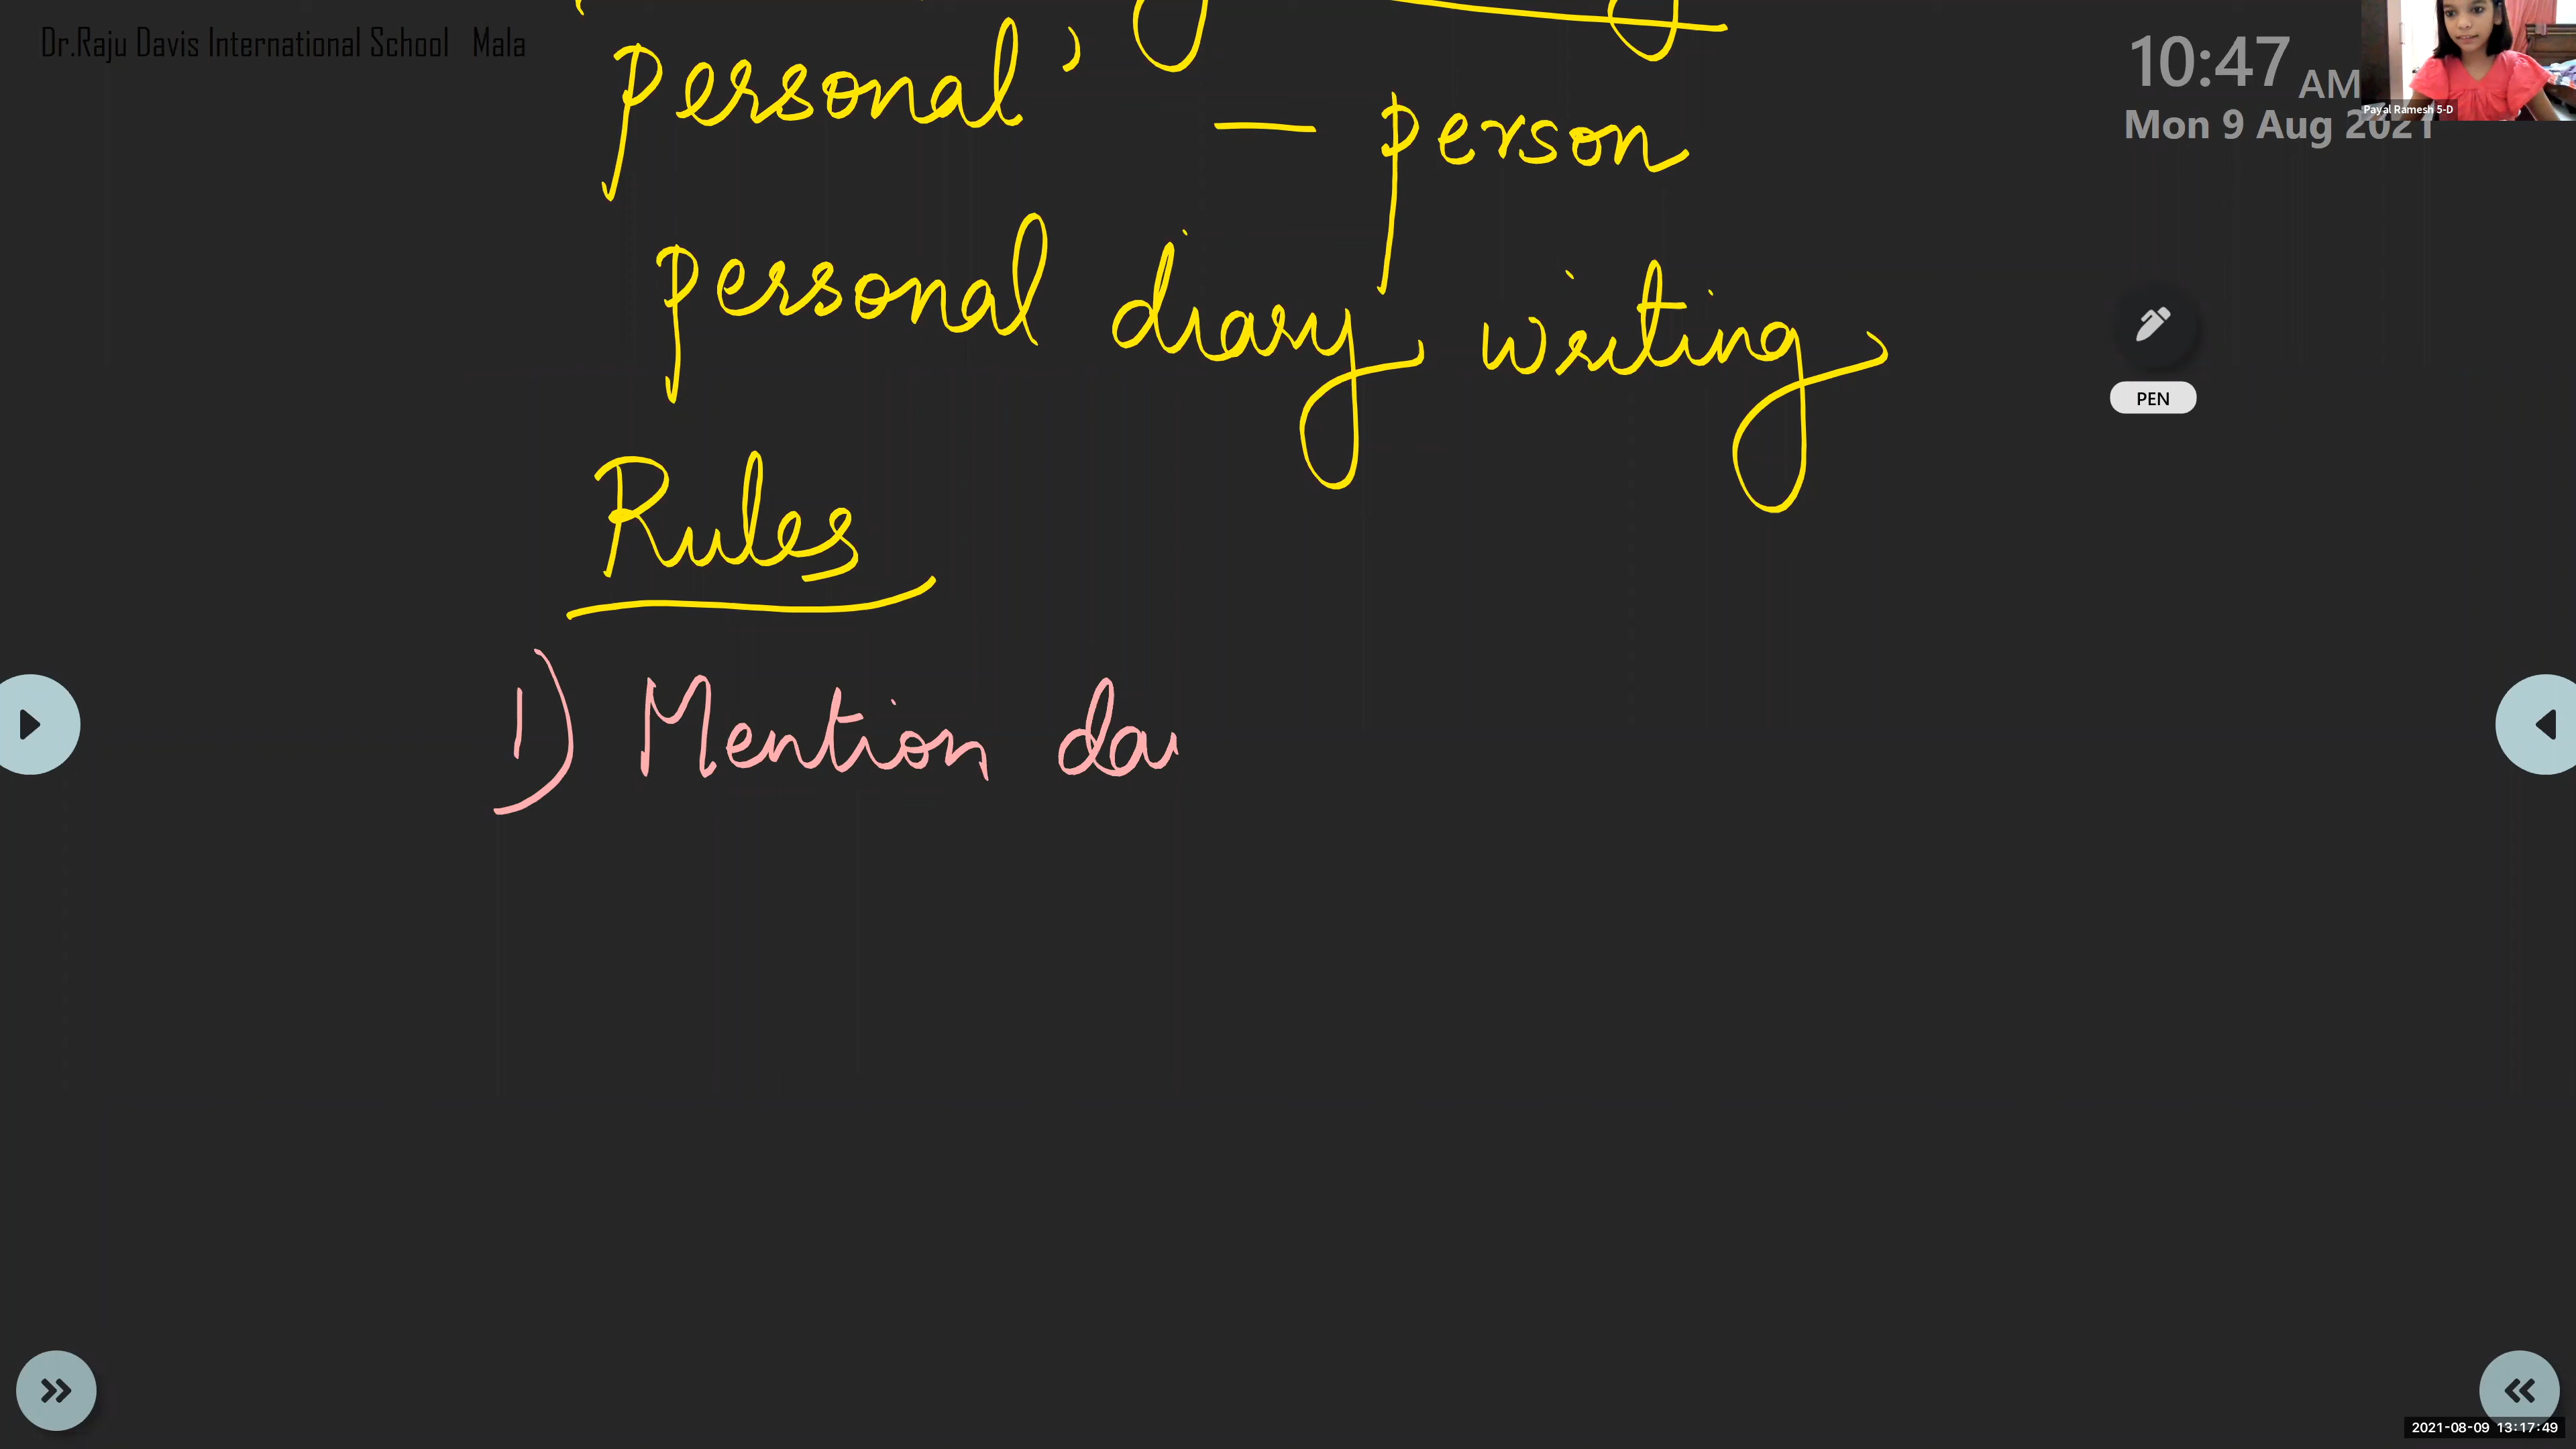 Dr.Raju Davis International School Mala
10:47 AM
Mon 9 Aug 2021
Payal Ramesh 5-D
Personal,
— person
personal diary writing
PEN
Rules
1) Mention da
2021-08-09 13:17:49